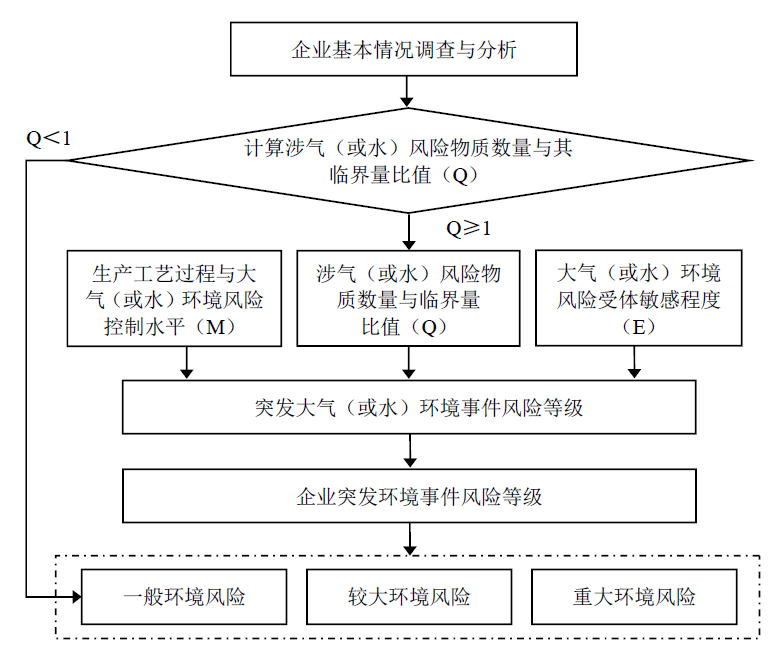 企业基本情况调查与分析
Q＜1
计算涉气（或水）风险物质数量与其
临界量比值（Q）
Q≥1
生产工艺过程与大
气（或水）环境风险
控制水平（M）
涉气（或水）风险物
质数量与临界量
比值（Q）
大气（或水）环境
风险受体敏感程度
（E）
突发大气（或水）环境事件风险等级
企业突发环境事件风险等级
一般环境风险
较大环境风险
重大环境风险